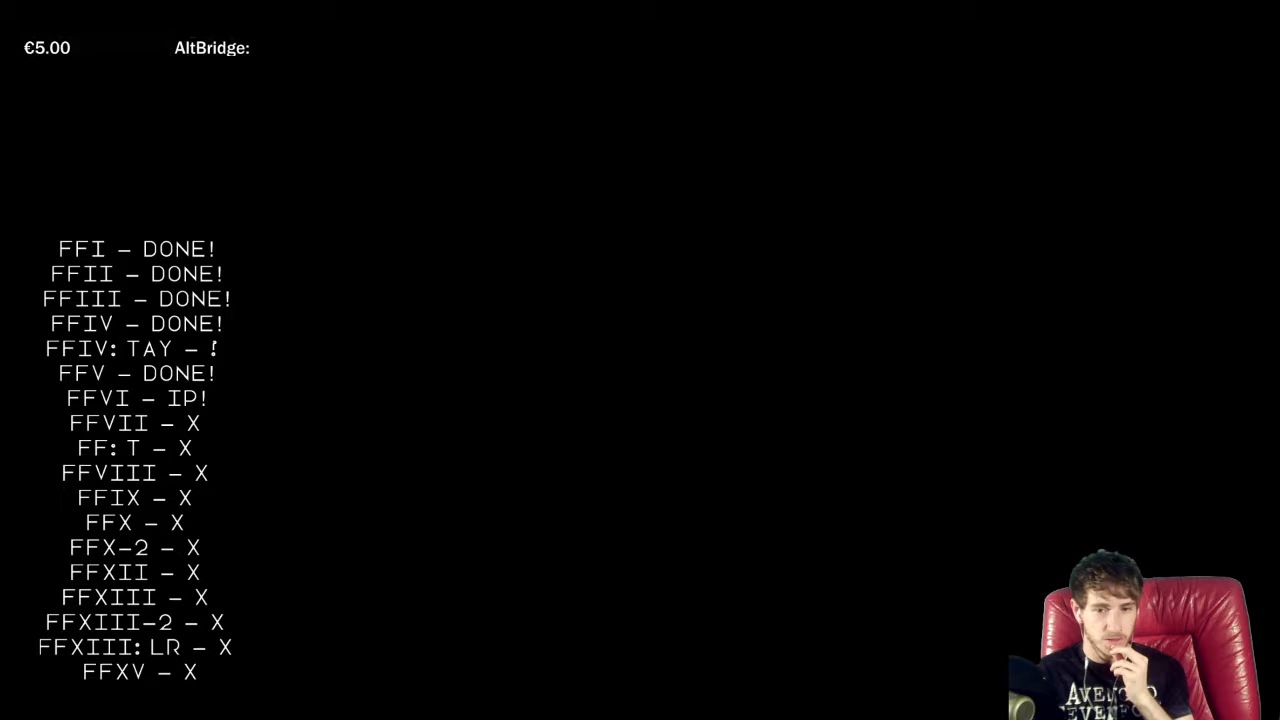 €5.00 AltBridge:
FFI - DONE!
FFII - DONE!
FFIII - DONE!
FFIV - DONE!
FFIV: TAY - !
FFV - DONE!
FFVI - IP!
FFVII - X
FF: T - X
FFVIII - X
FFIX - X
FFX - X
FFX-2 - X
FFXII - X
FFXIII - X
FFXIII-2 - X
FFXIII: LR - X
FFXV - X